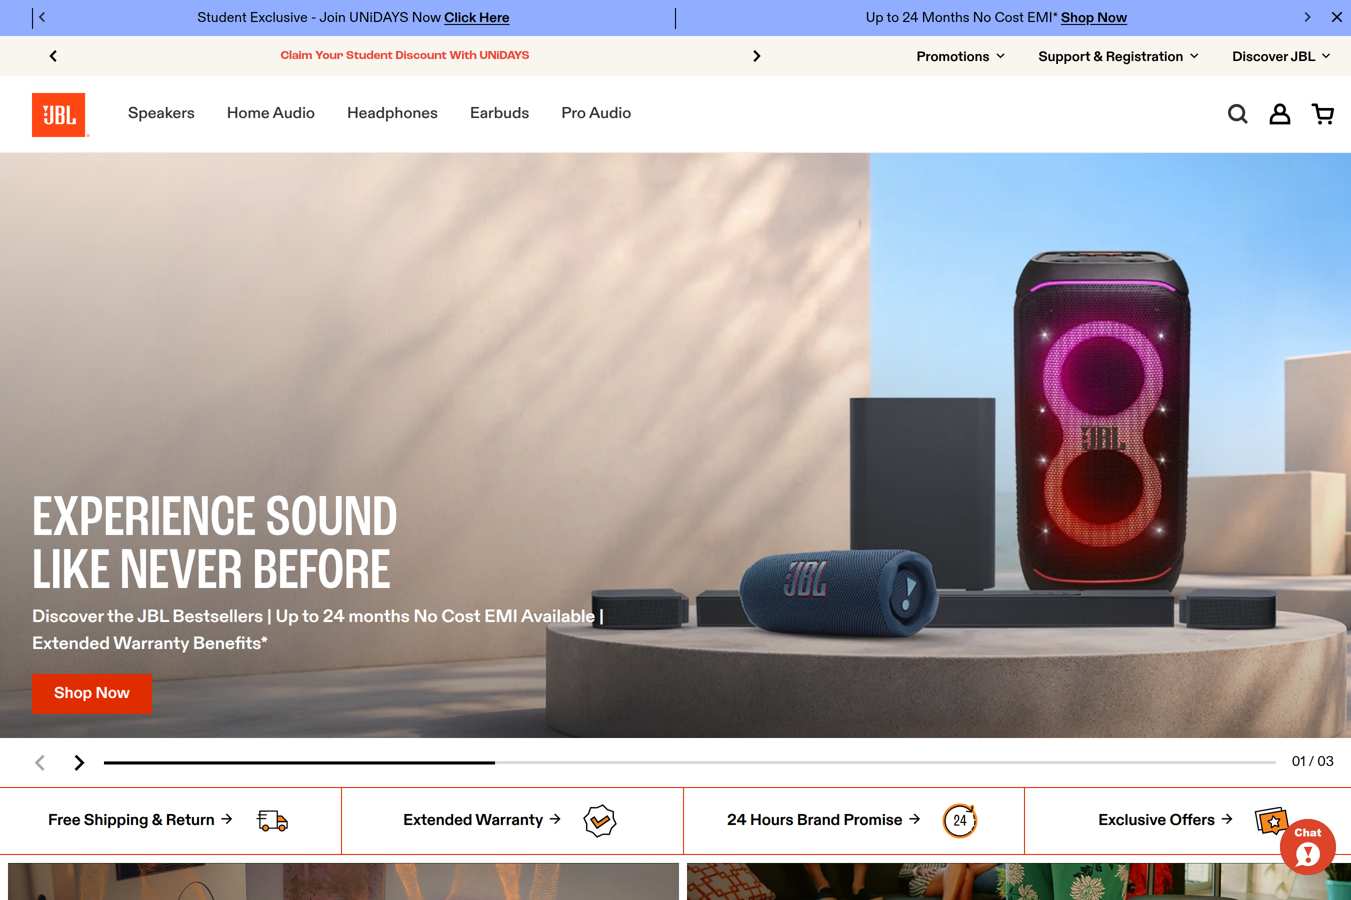 Student Exclusive - Join UNiDAYS Now Click Here
Up to 24 Months No Cost EMI* Shop Now
Claim Your Student Discount With UNiDAYS
Promotions
Support & Registration
Discover JBL
JBL
Speakers
Home Audio
Headphones
Earbuds
Pro Audio
JBL
JBL
EXPERIENCE SOUND
LIKE NEVER BEFORE
Discover the JBL Bestsellers | Up to 24 months No Cost EMI Available |
Extended Warranty Benefits*
Shop Now
01 / 03
Free Shipping & Return
Extended Warranty
24 Hours Brand Promise
24
Exclusive Offers
Chat